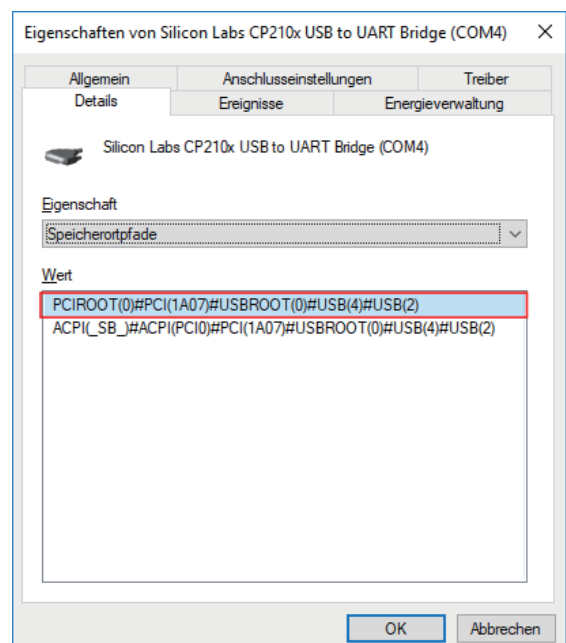 Eigenschaften von Silicon Labs CP210x USB to UART Bridge (COM4)
Allgemein Anschlusseinstellungen Treiber
Details Ereignisse Energieverwaltung
Silicon Labs CP210x USB to UART Bridge (COM4)
Eigenschaft
Speicherortpfade
Wert
PCIROOT(0)#PCI(1A07)#USBROOT(0)#USB(4)#USB(2)
ACPI(_SB_)#ACPI(PCI0)#PCI(1A07)#USBROOT(0)#USB(4)#USB(2)
OK Abbrechen